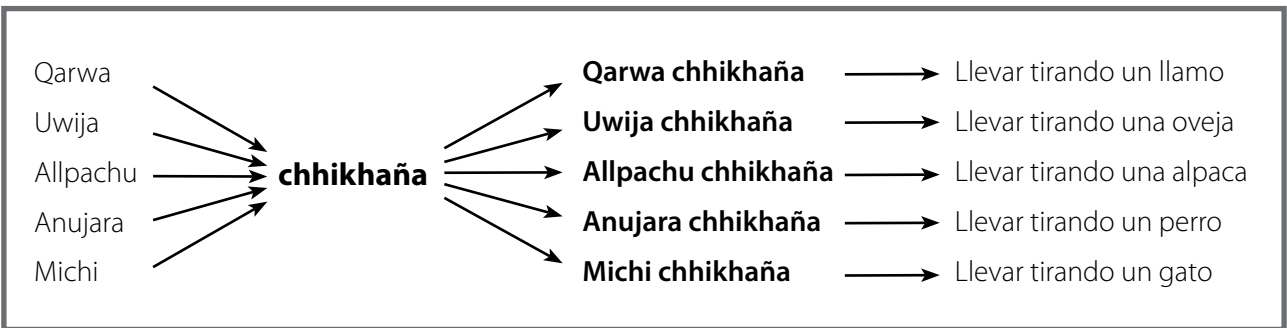 Qarwa
Uwija
Allpachu
Anujara
Michi
chhikhaña
Qarwa chhikhaña Llevar tirando un llamo
Uwija chhikhaña Llevar tirando una oveja
Allpachu chhikhaña Llevar tirando una alpaca
Anujara chhikhaña Llevar tirando un perro
Michi chhikhaña Llevar tirando un gato